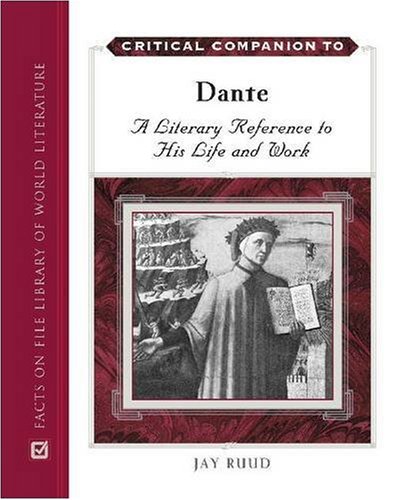 CRITICAL COMPANION TO
Dante
A Literary Reference to
His Life and Work
JAY RUUD
FACTS ON FILE LIBRARY OF WORLD LITERATURE